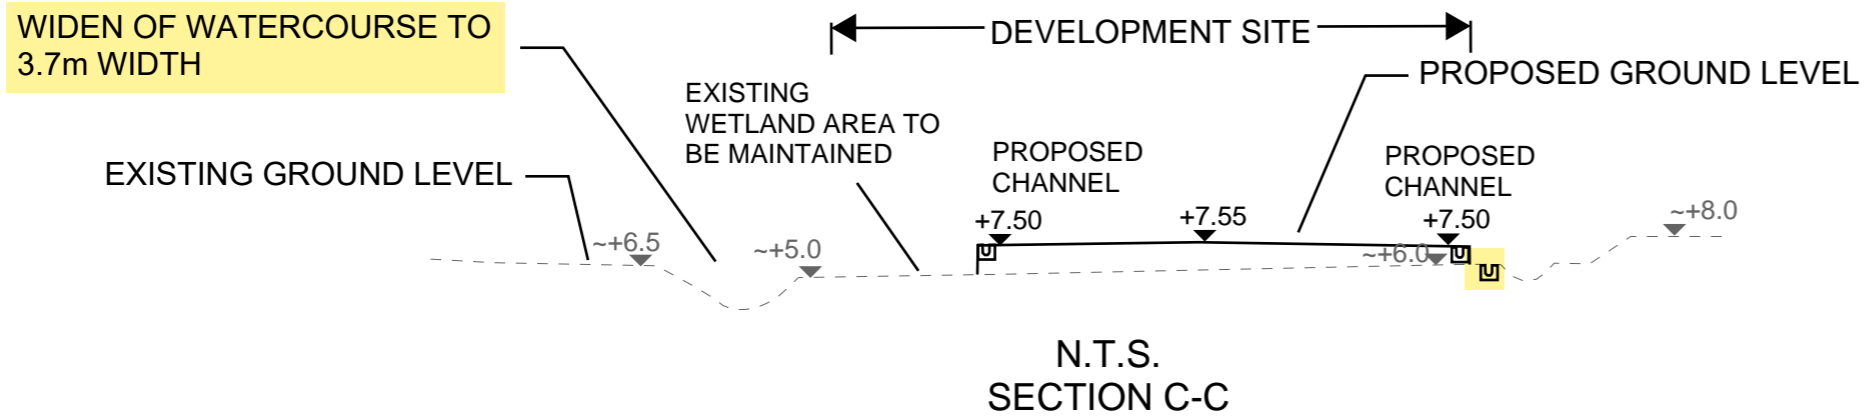 WIDEN OF WATERCOURSE TO
3.7m WIDTH
DEVELOPMENT SITE
PROPOSED GROUND LEVEL
EXISTING
WETLAND AREA TO
BE MAINTAINED
EXISTING GROUND LEVEL
PROPOSED
CHANNEL
PROPOSED
CHANNEL
~+6.5
~+5.0
+7.50
+7.55
+7.50
~+6.0
~+8.0
N.T.S.
SECTION C-C